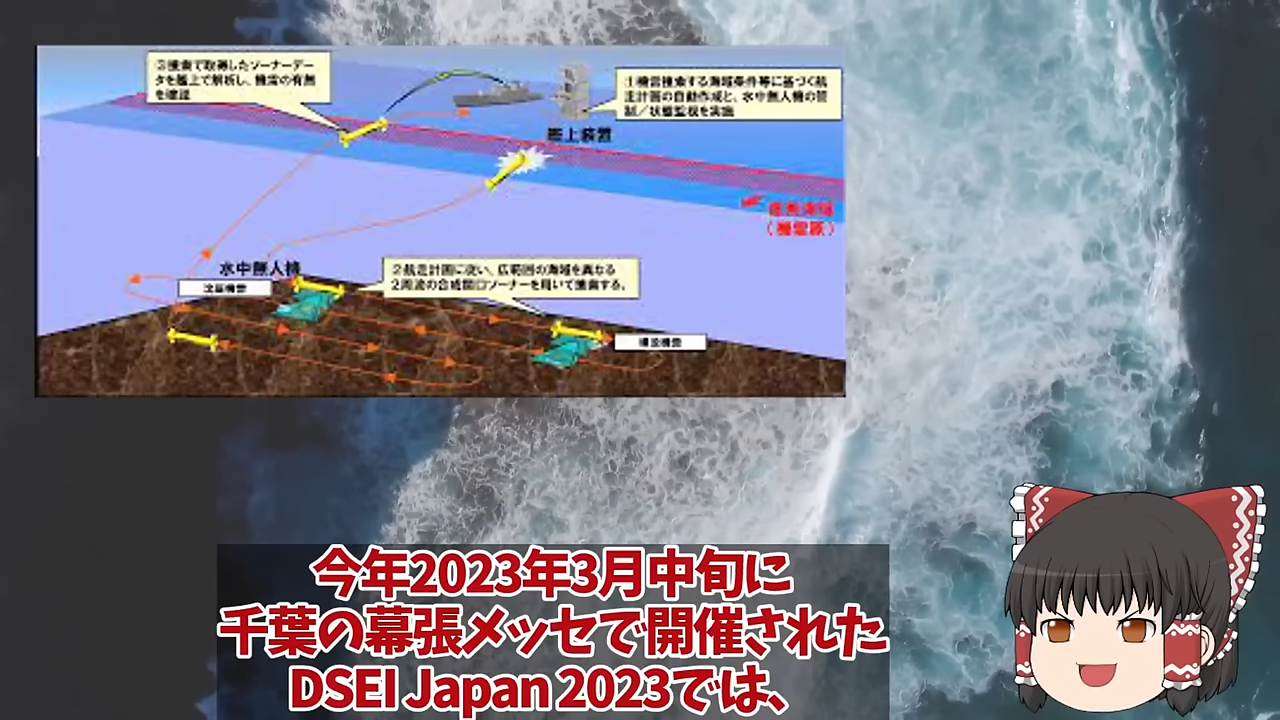 ③捜索で取得したソーナーデー
タを艦上で解析し、機雷の有無
を確認
①機雷捜索する海域条件等に基づく航
走計画の自動作成と、水中無人機の管
制／状態監視を実施
艦上装置
（機雷原）
水中無人機
②航走計画に従い、広範囲の海域を異なる
2周波の合成開口ソーナーを用いて捜索する。
沈底機雷
今年2023年3月中旬に
千葉の幕張メッセで開催された
DSEI Japan 2023では、